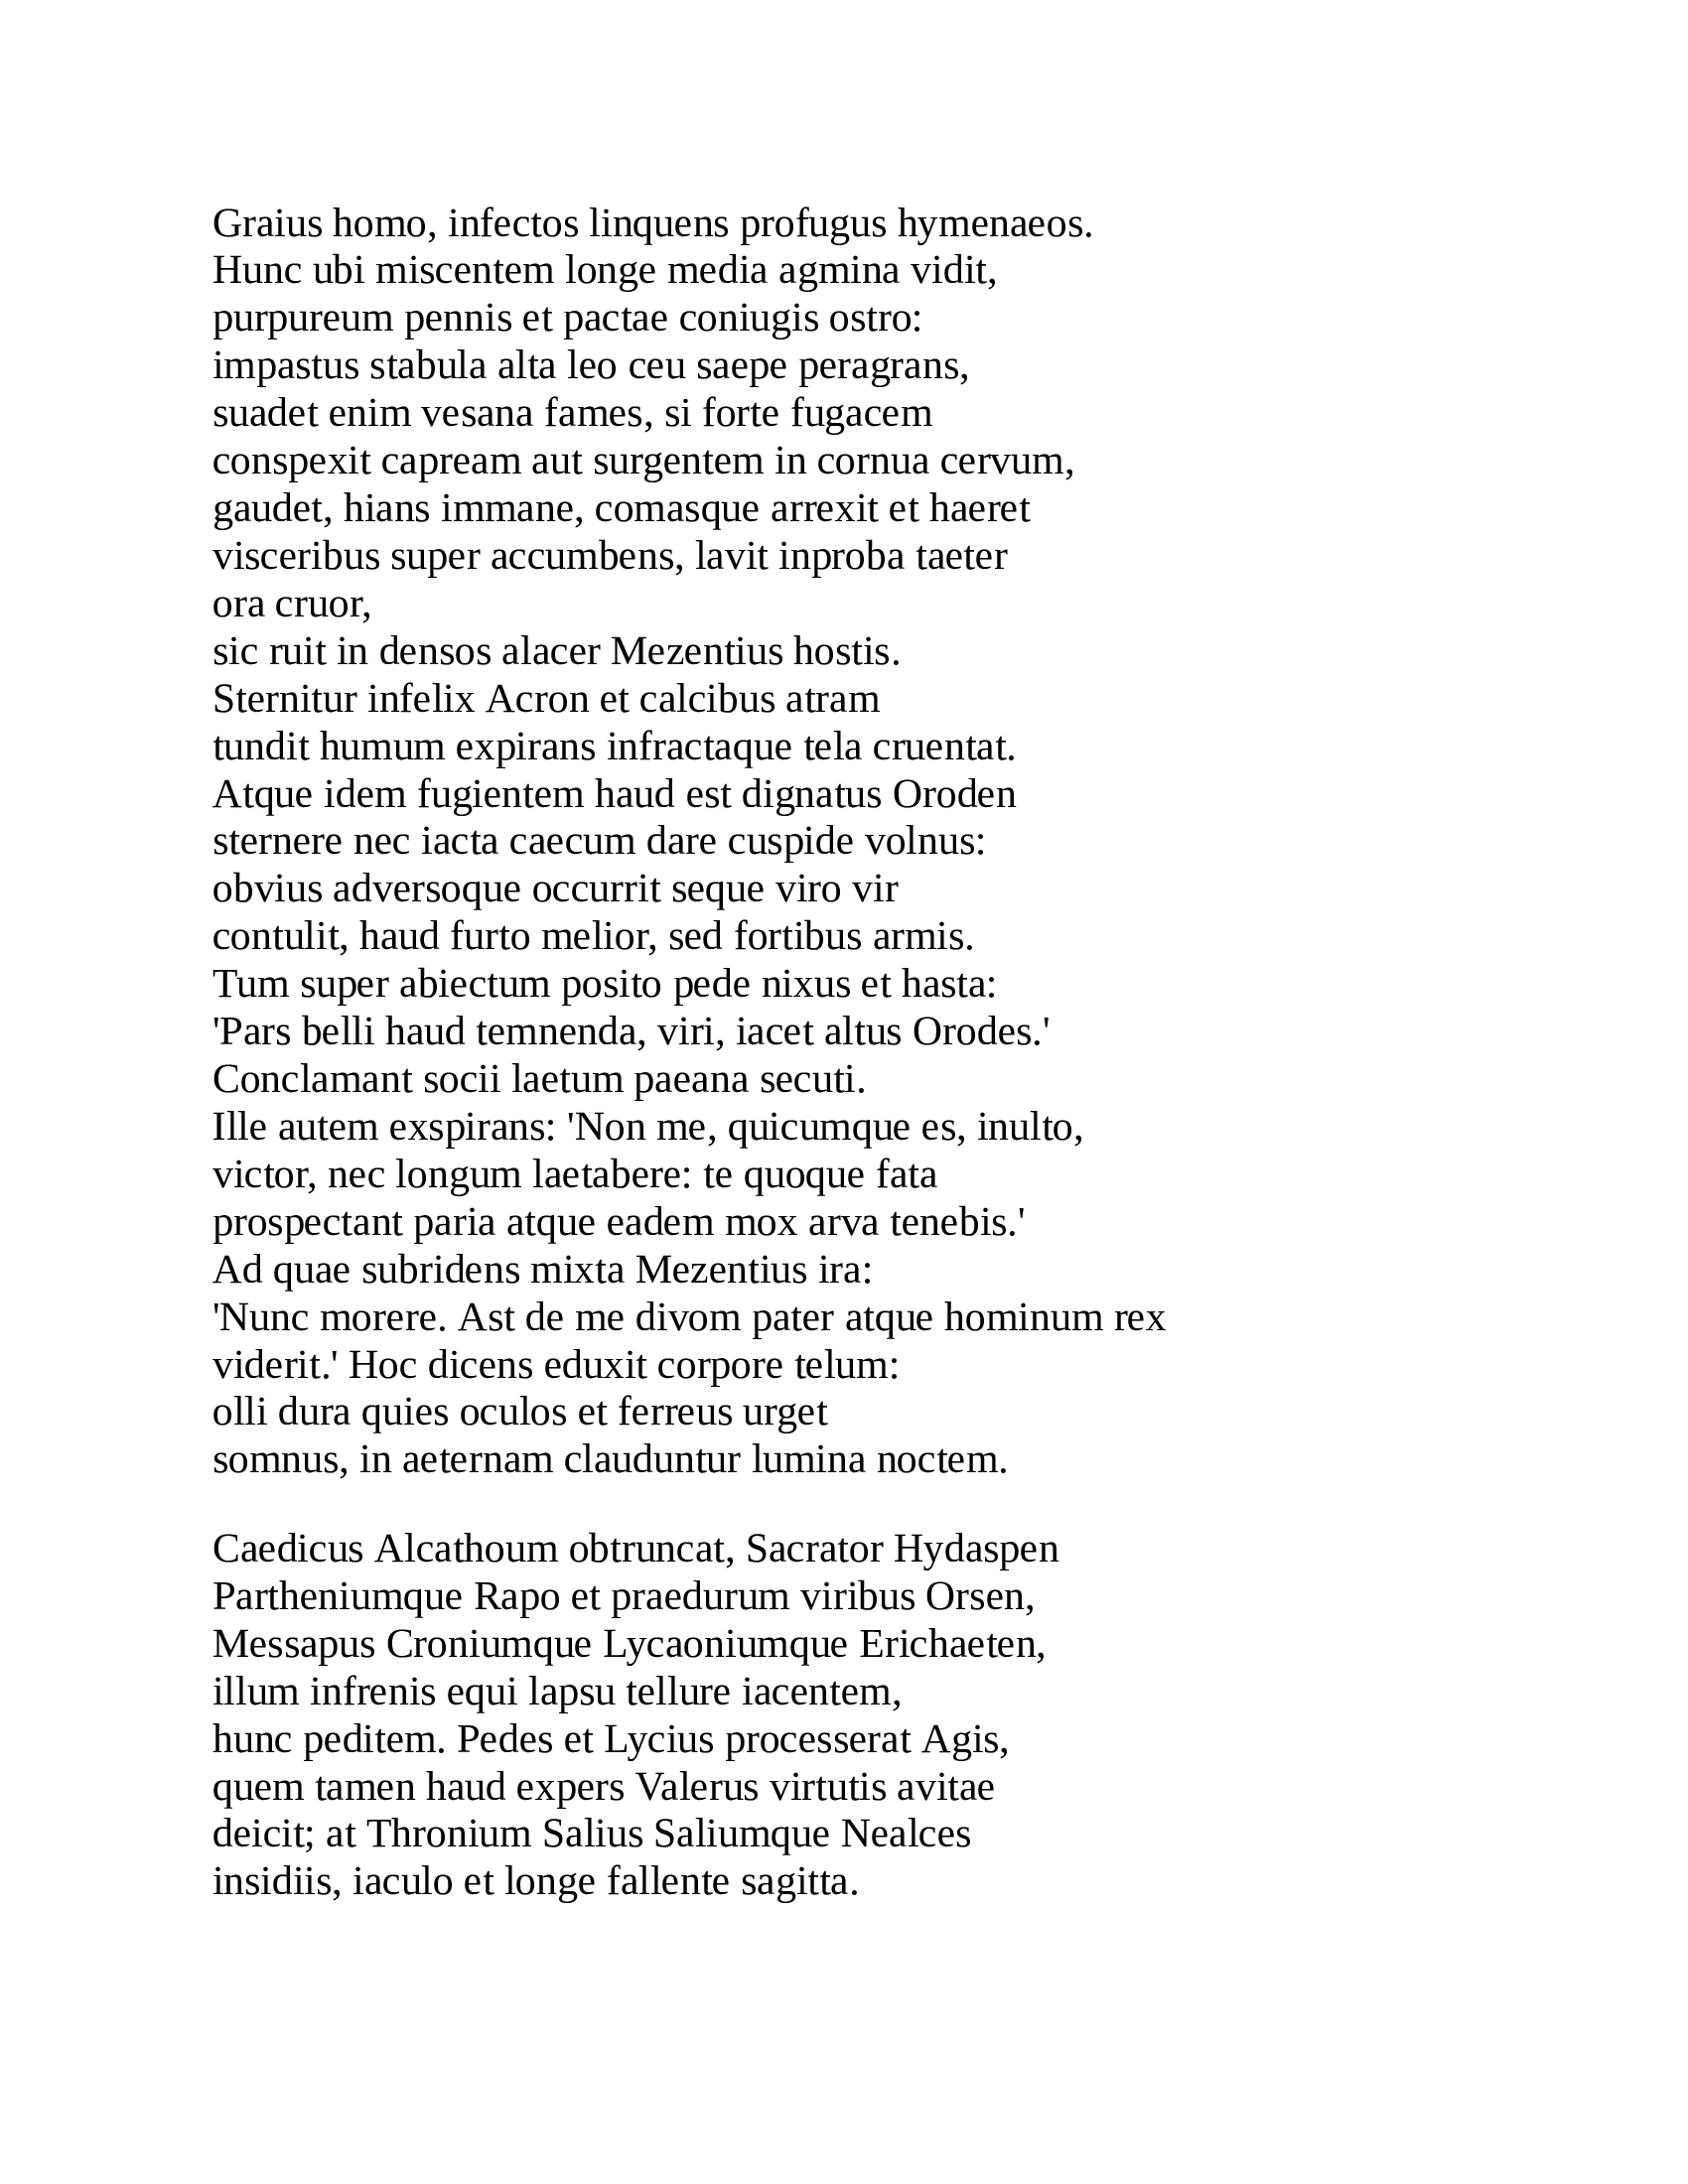 Graius homo, infectos linquens profugus hymenaeos.
Hunc ubi miscentem longe media agmina vidit,
purpureum pennis et pactae coniugis ostro:
impastus stabula alta leo ceu saepe peragrans,
suadet enim vesana fames, si forte fugacem
conspexit capream aut surgentem in cornua cervum,
gaudet, hians immane, comasque arrexit et haeret
visceribus super accumbens, lavit inproba taeter
ora cruor,
sic ruit in densos alacer Mezentius hostis.
Sternitur infelix Acron et calcibus atram
tundit humum expirans infractaque tela cruentat.
Atque idem fugientem haud est dignatus Oroden
sternere nec iacta caecum dare cuspide volnus:
obvius adversoque occurrit seque viro vir
contulit, haud furto melior, sed fortibus armis.
Tum super abiectum posito pede nixus et hasta:
'Pars belli haud temnenda, viri, iacet altus Orodes.'
Conclamant socii laetum paeana secuti.
Ille autem exspirans: 'Non me, quicumque es, inulto,
victor, nec longum laetabere: te quoque fata
prospectant paria atque eadem mox arva tenebis.'
Ad quae subridens mixta Mezentius ira:
'Nunc morere. Ast de me divom pater atque hominum rex
viderit.' Hoc dicens eduxit corpore telum:
olli dura quies oculos et ferreus urget
somnus, in aeternam clauduntur lumina noctem.

Caedicus Alcathoum obtruncat, Sacrator Hydaspen
Partheniumque Rapo et praedurum viribus Orsen,
Messapus Croniumque Lycaoniumque Erichaeten,
illum infrenis equi lapsu tellure iacentem,
hunc peditem. Pedes et Lycius processerat Agis,
quem tamen haud expers Valerus virtutis avitae
deicit; at Thronium Salius Saliumque Nealces
insidiis, iaculo et longe fallente sagitta.